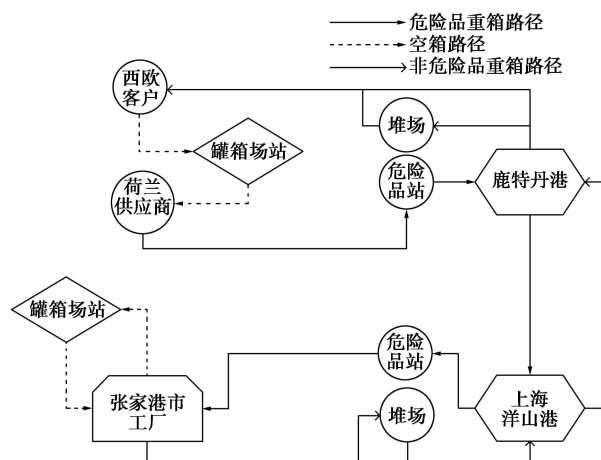 危险品重箱路径
空箱路径
非危险品重箱路径
西欧
客户
堆场
罐箱场站
危险
品站
鹿特丹港
荷兰
供应商
罐箱场站
危险
品站
张家港市
工厂
堆场
上海
洋山港